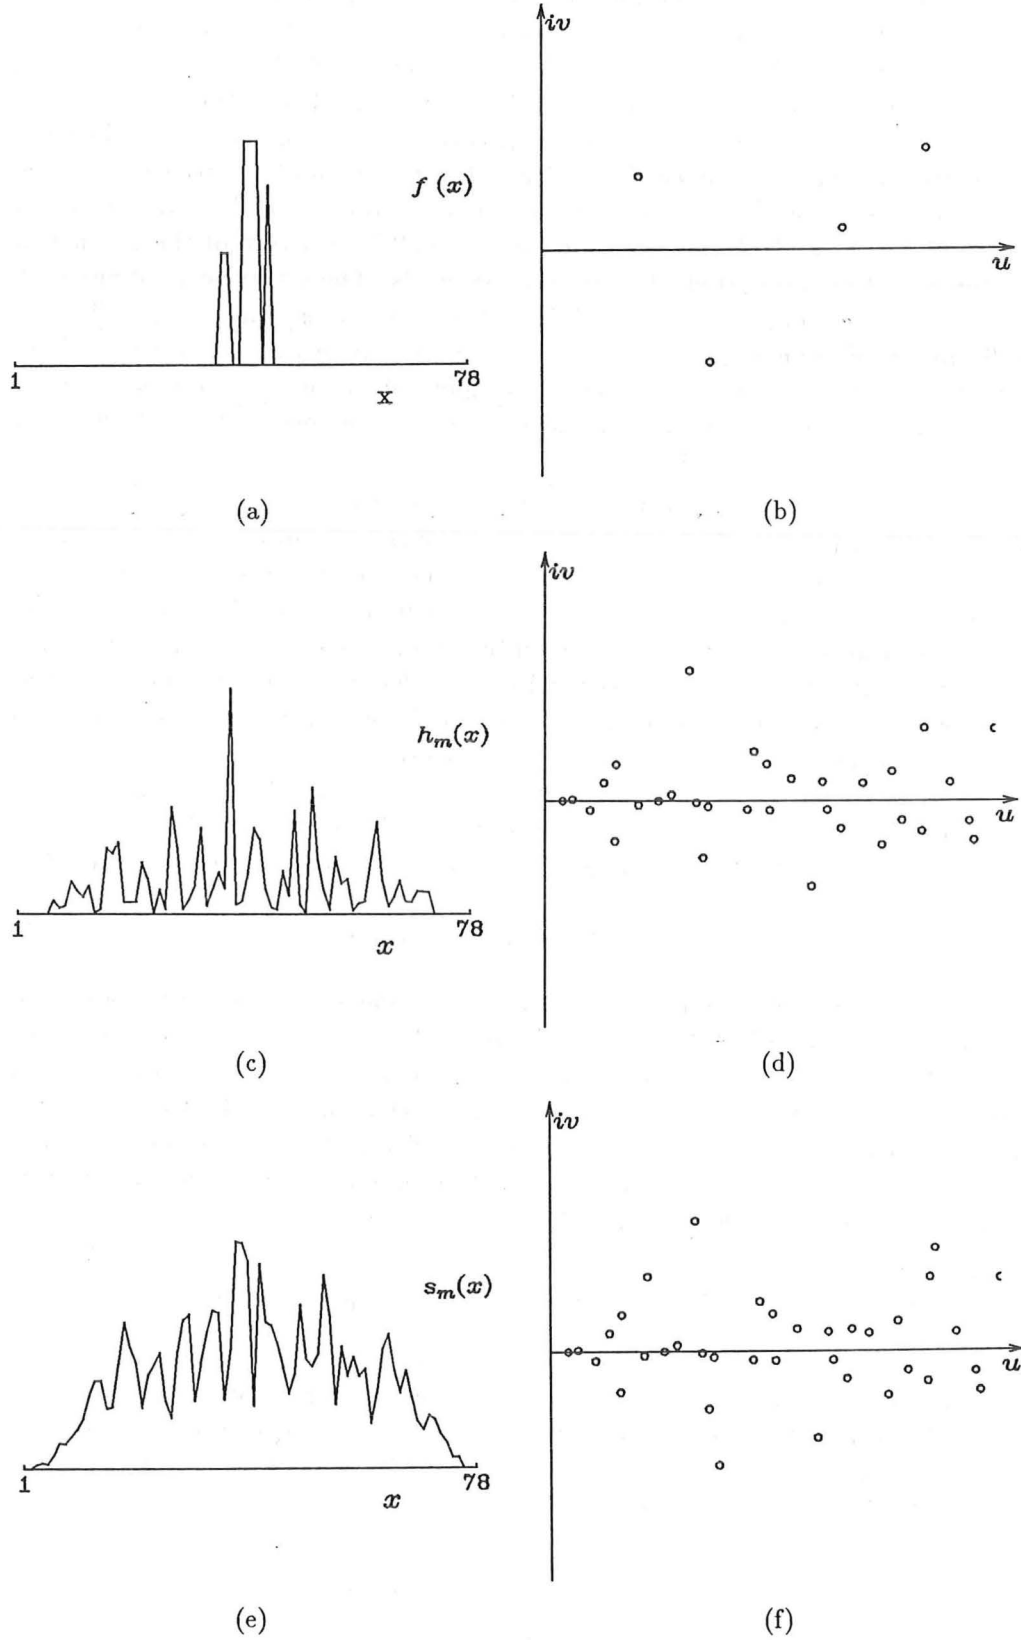 iv
f (x)
u
1
78
x
(a)
(b)
iv
h_m(x)
u
1
78
x
(c)
(d)
iv
s_m(x)
u
1
78
x
(e)
(f)